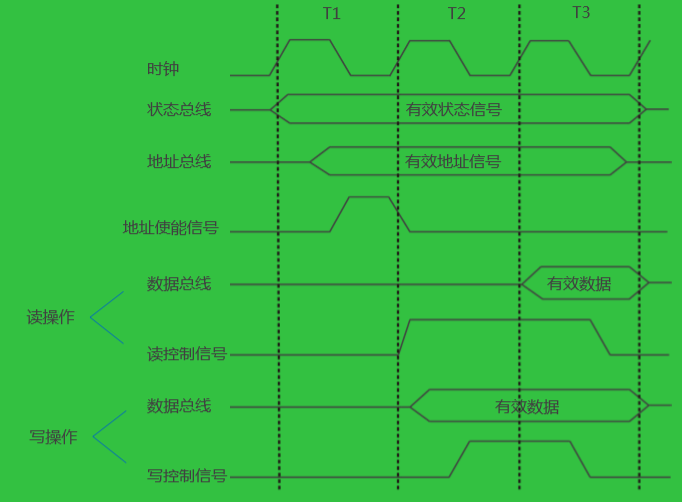 T1 T2 T3
时钟
状态总线 有效状态信号
地址总线 有效地址信号
地址使能信号
数据总线 有效数据
读操作
读控制信号
数据总线 有效数据
写操作
写控制信号